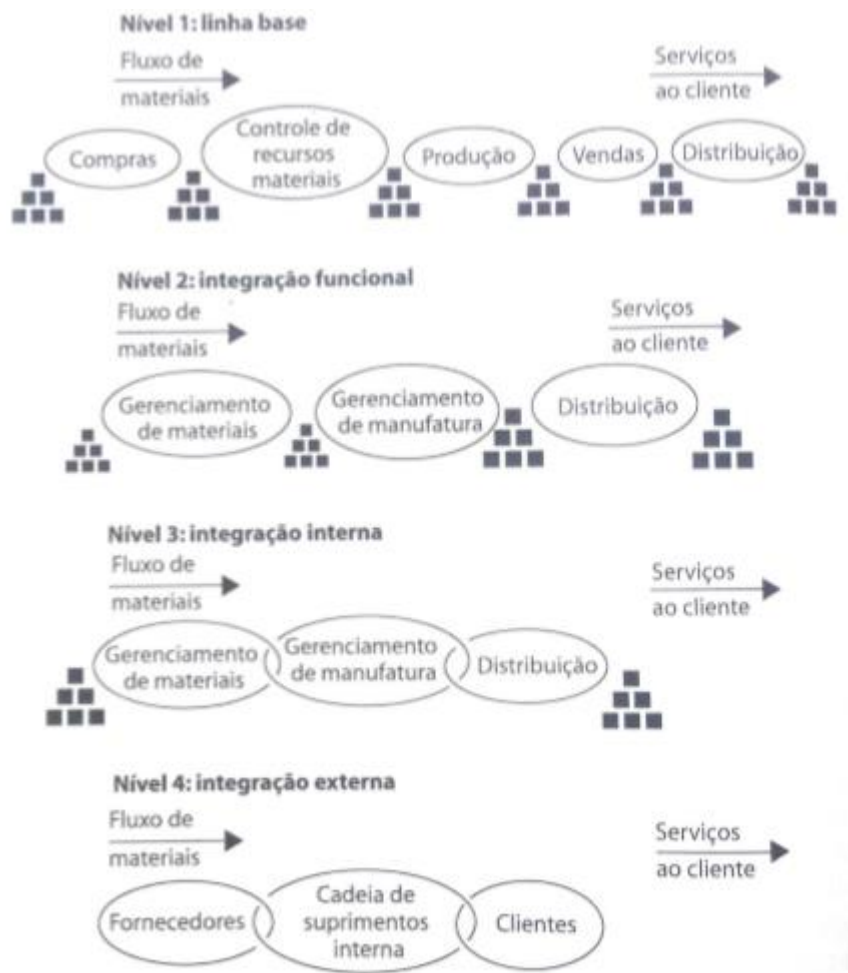 Nível 1: linha base
Fluxo de
materiais
Serviços
ao cliente
Compras
Controle de
recursos
materiais
Produção
Vendas
Distribuição
Nível 2: integração funcional
Fluxo de
materiais
Serviços
ao cliente
Gerenciamento
de materiais
Gerenciamento
de manufatura
Distribuição
Nível 3: integração interna
Fluxo de
materiais
Serviços
ao cliente
Gerenciamento
de materiais
Gerenciamento
de manufatura
Distribuição
Nível 4: integração externa
Fluxo de
materiais
Serviços
ao cliente
Fornecedores
Cadeia de
suprimentos
interna
Clientes